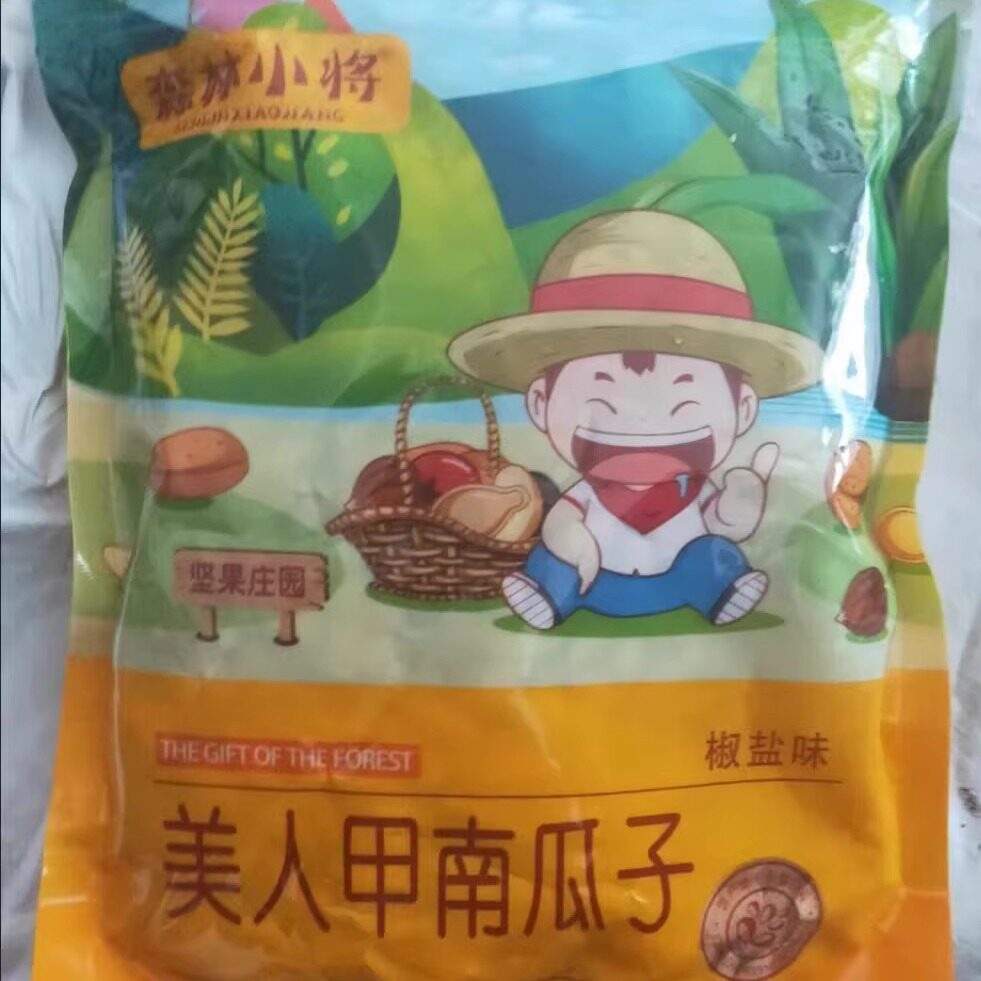 森林小将
SENLINXIAOJIANG
坚果庄园
THE GIFT OF THE FOREST
椒盐味
美人甲南瓜子